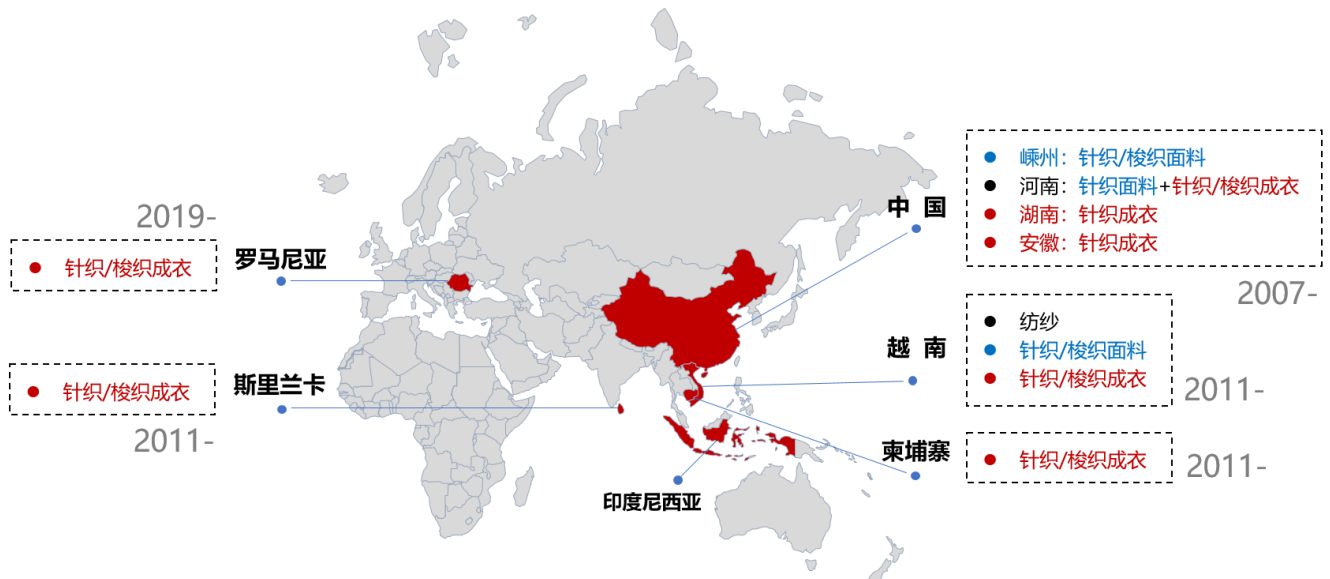 2019-
针织/梭织成衣
罗马尼亚
针织/梭织成衣
斯里兰卡
2011-
中 国
嵊州：针织/梭织面料
河南：针织面料+针织/梭织成衣
湖南：针织成衣
安徽：针织成衣
2007-
越 南
纺纱
针织/梭织面料
针织/梭织成衣
2011-
柬埔寨
针织/梭织成衣
2011-
印度尼西亚